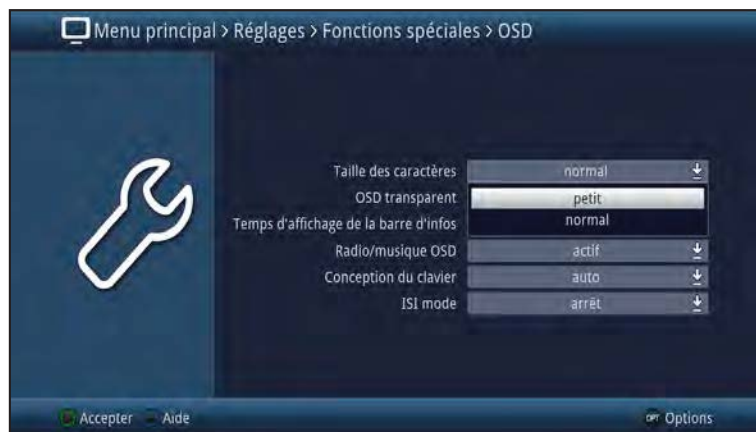 Menu principal > Réglages > Fonctions spéciales > OSD
Taille des caractères normal
OSD transparent petit
Temps d'affichage de la barre d'infos normal
Radio/musique OSD actif
Conception du clavier auto
ISI mode arrêt
Accepter Aide OPT Options